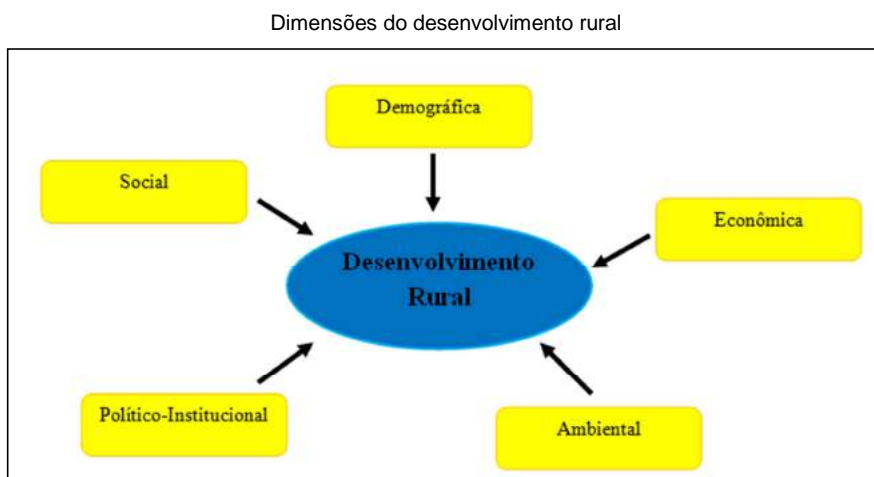 Dimensões do desenvolvimento rural
Demográfica
Social
Econômica
Desenvolvimento
Rural
Político-Institucional
Ambiental